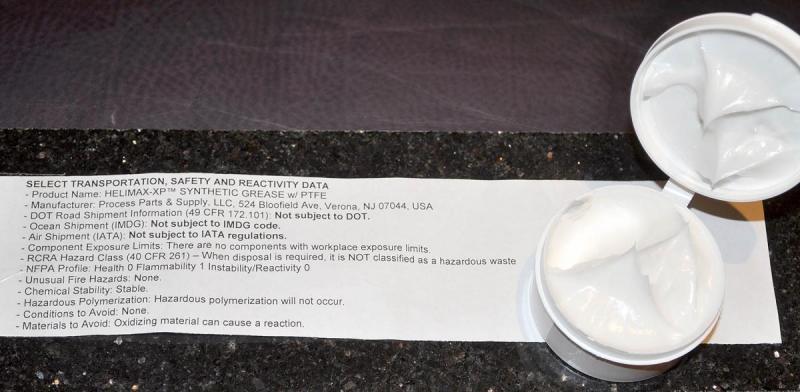 SELECT TRANSPORTATION, SAFETY AND REACTIVITY DATA
- Product Name: HELIMAX-XP™ SYNTHETIC GREASE w/ PTFE
- Manufacturer: Process Parts & Supply, LLC, 524 Bloofield Ave, Verona, NJ 07044, USA
- DOT Road Shipment Information (49 CFR 172.101): Not subject to DOT.
- Ocean Shipment (IMDG): Not subject to IMDG code.
- Air Shipment (IATA): Not subject to IATA regulations.
- Component Exposure Limits: There are no components with workplace exposure limits.
- RCRA Hazard Class (40 CFR 261) – When disposal is required, it is NOT classified as a hazardous waste
- NFPA Profile: Health 0 Flammability 1 Instability/Reactivity 0
- Unusual Fire Hazards: None.
- Chemical Stability: Stable.
- Hazardous Polymerization: Hazardous polymerization will not occur.
- Conditions to Avoid: None.
- Materials to Avoid: Oxidizing material can cause a reaction.